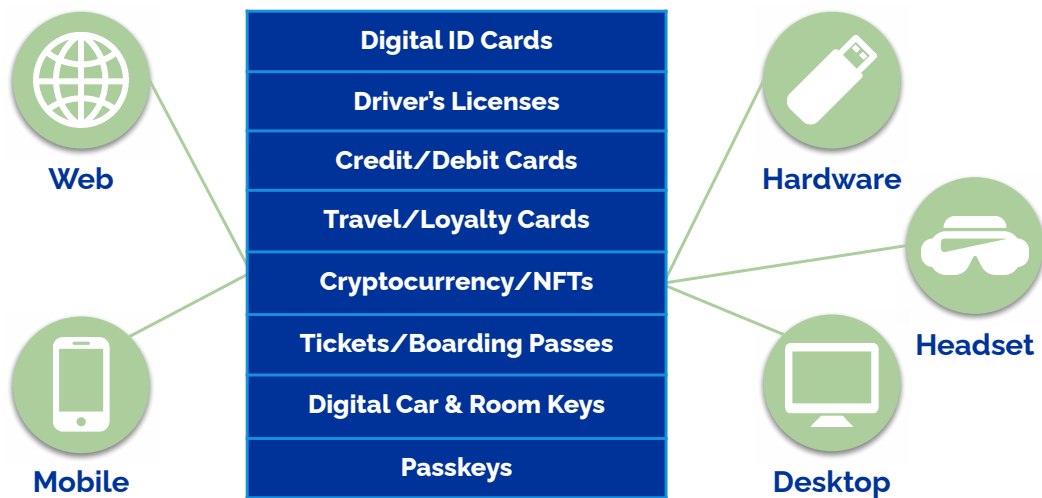 Digital ID Cards
Driver's Licenses
Credit/Debit Cards
Travel/Loyalty Cards
Cryptocurrency/NFTs
Tickets/Boarding Passes
Digital Car & Room Keys
Passkeys
Web
Mobile
Hardware
Headset
Desktop